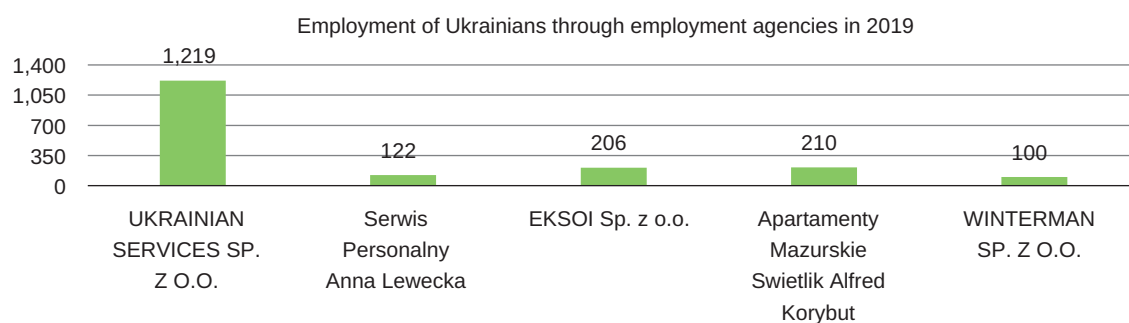 Employment of Ukrainians through employment agencies in 2019
1,400
1,050
700
350
0
1,219
122
206
210
100
UKRAINIAN
SERVICES SP.
Z O.O.
Serwis
Personalny
Anna Lewecka
EKSOI Sp. z o.o.
Apartamenty
Mazurskie
Swietlik Alfred
Korybut
WINTERMAN
SP. Z O.O.